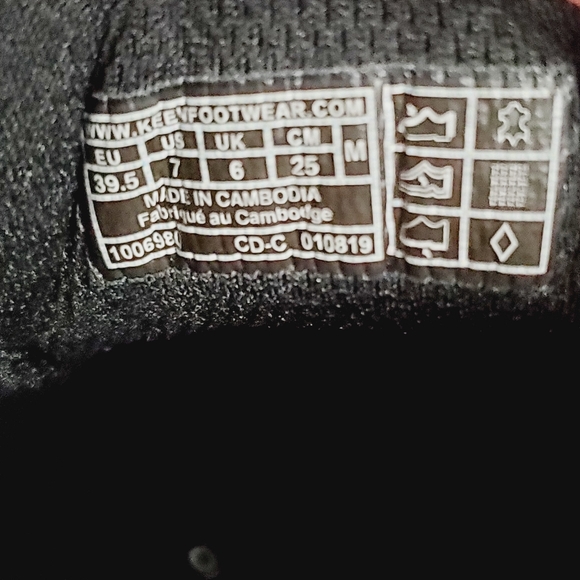 WWW.KEENFOOTWEAR.COM
EU US UK CM M
39.5 7 6 25
MADE IN CAMBODIA
Fabriqué au Cambodge
CD-C 010819